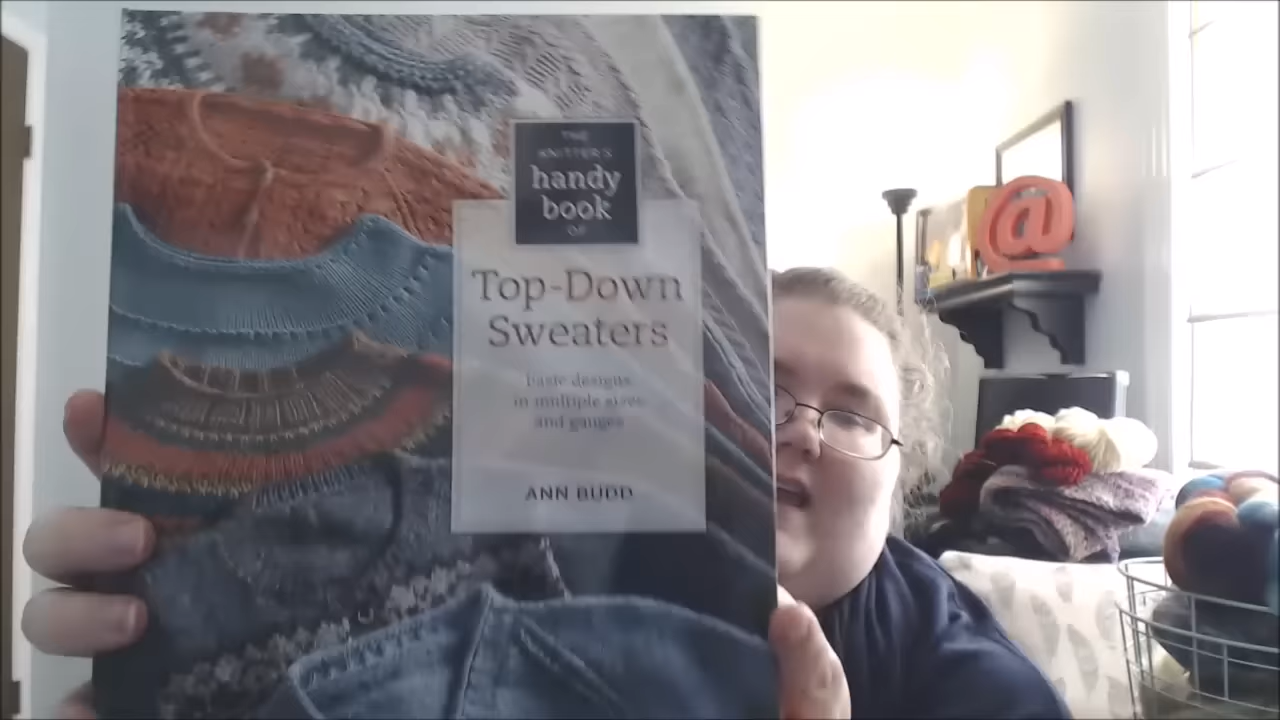 THE
KNITTER'S
handy
book
OF
Top-Down
Sweaters
basic designs
in multiple sizes
and gauges
ANN BUDD
@